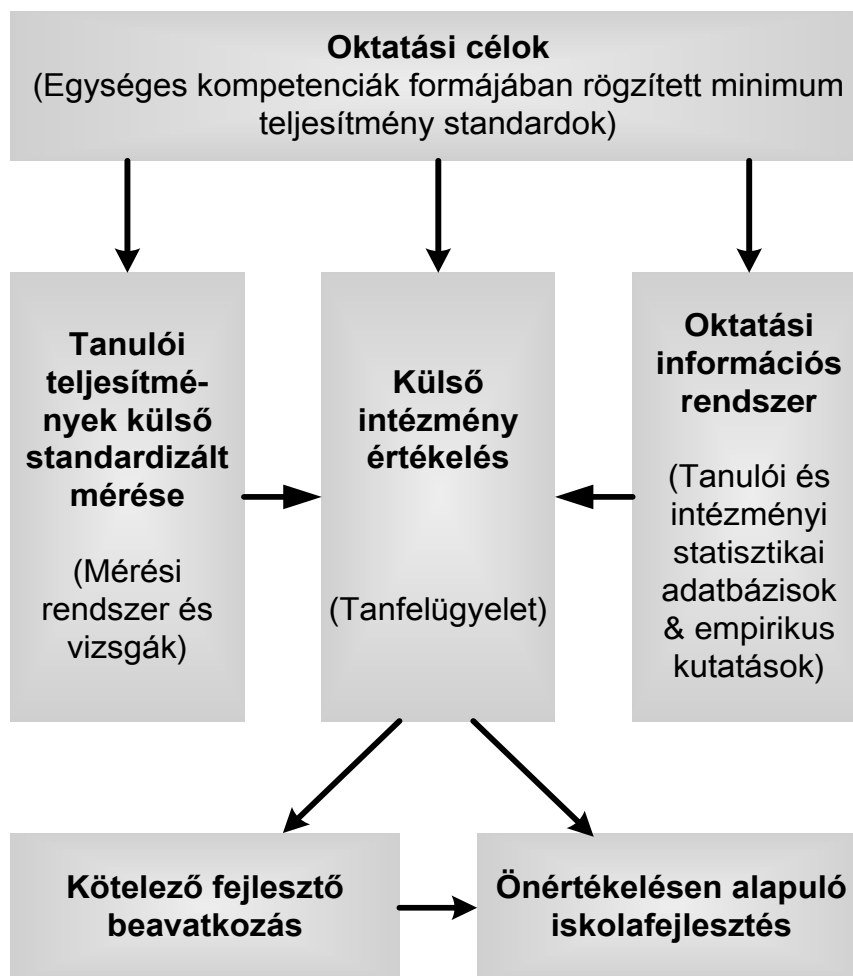 Oktatási célok
(Egységes kompetenciák formájában rögzített minimum
teljesítmény standardok)
Tanulói
teljesítmé-
nyek külső
standardizált
mérése
(Mérési
rendszer és
vizsgák)
Külső
intézmény
értékelés
(Tanfelügyelet)
Oktatási
információs
rendszer
(Tanulói és
intézményi
statisztikai
adatbázisok
& empirikus
kutatások)
Kötelező fejlesztő
beavatkozás
Önértékelésen alapuló
iskolafejlesztés